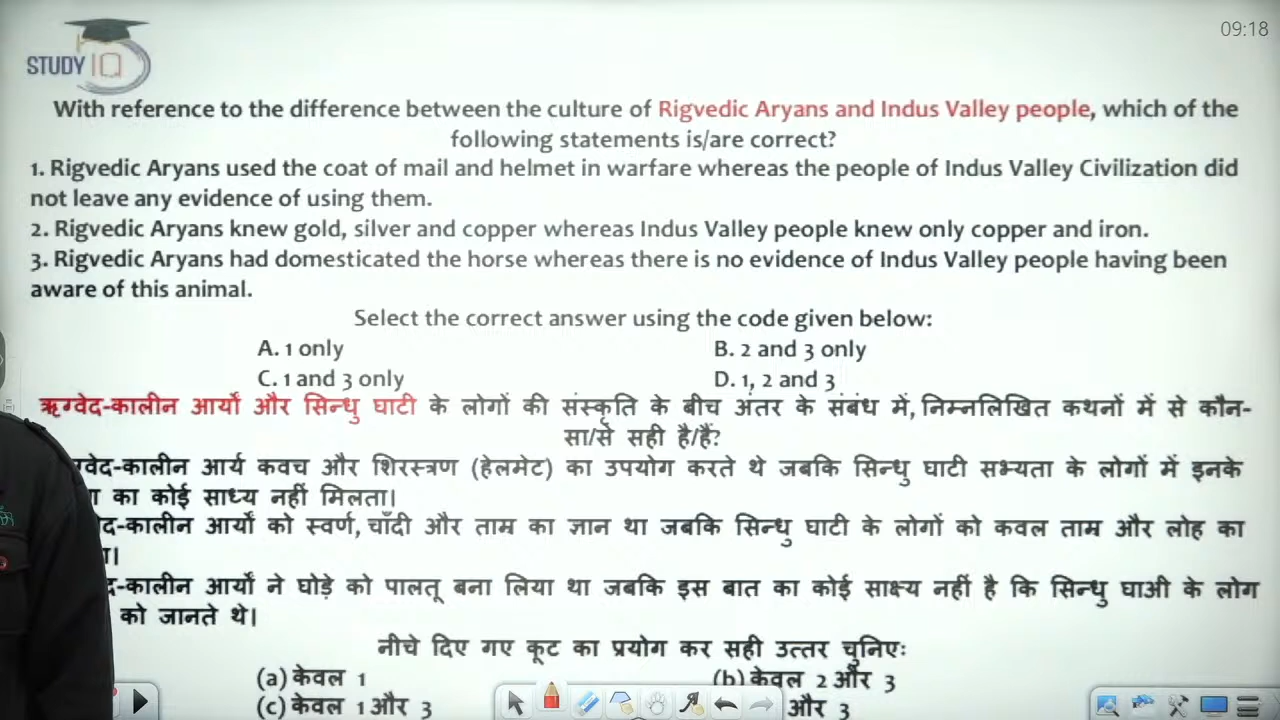 09:18
STUDY IQ
With reference to the difference between the culture of Rigvedic Aryans and Indus Valley people, which of the
following statements is/are correct?
1. Rigvedic Aryans used the coat of mail and helmet in warfare whereas the people of Indus Valley Civilization did
not leave any evidence of using them.
2. Rigvedic Aryans knew gold, silver and copper whereas Indus Valley people knew only copper and iron.
3. Rigvedic Aryans had domesticated the horse whereas there is no evidence of Indus Valley people having been
aware of this animal.
Select the correct answer using the code given below:
A. 1 only B. 2 and 3 only
C. 1 and 3 only D. 1, 2 and 3
ऋग्वेद-कालीन आर्यों और सिन्धु घाटी के लोगों की संस्कृति के बीच अंतर के संबंध में, निम्नलिखित कथनों में से कौन-
सा/से सही है/हैं?
ग्वेद-कालीन आर्य कवच और शिरस्त्रण (हेलमेट) का उपयोग करते थे जबकि सिन्धु घाटी सभ्यता के लोगों में इनके
का कोई साध्य नहीं मिलता।
द-कालीन आर्यों को स्वर्ण, चाँदी और ताम्र का ज्ञान था जबकि सिन्धु घाटी के लोगों को कवल ताम्र और लोह का
ा।
द-कालीन आर्यों ने घोड़े को पालतू बना लिया था जबकि इस बात का कोई साक्ष्य नहीं है कि सिन्धु घाओ के लोग
को जानते थे।
नीचे दिए गए कूट का प्रयोग कर सही उत्तर चुनिएः
(a) केवल 1 (b) केवल 2 और 3
(c) केवल 1 और 3 और 3